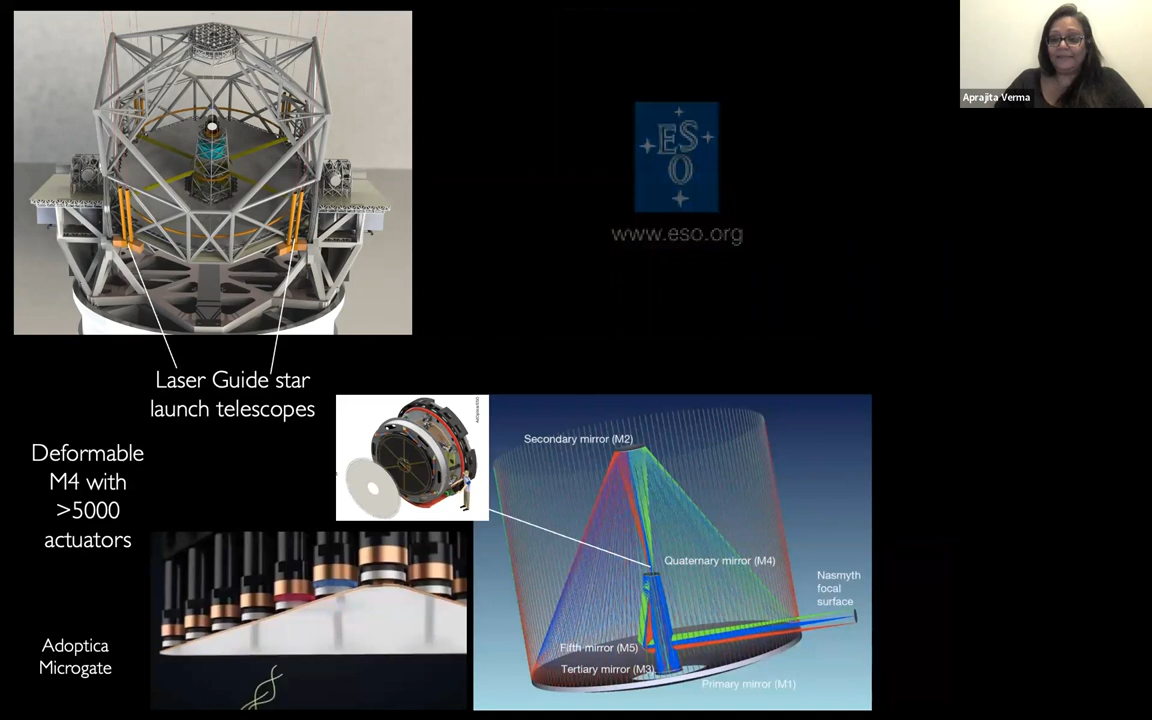 Aprajita Verma
ESO
www.eso.org
Laser Guide star
launch telescopes
Deformable
M4 with
>5000
actuators
Adoptica
Microgate
Secondary mirror (M2)
Quaternary mirror (M4)
Nasmyth
focal
surface
Fifth mirror (M5)
Tertiary mirror (M3)
Primary mirror (M1)